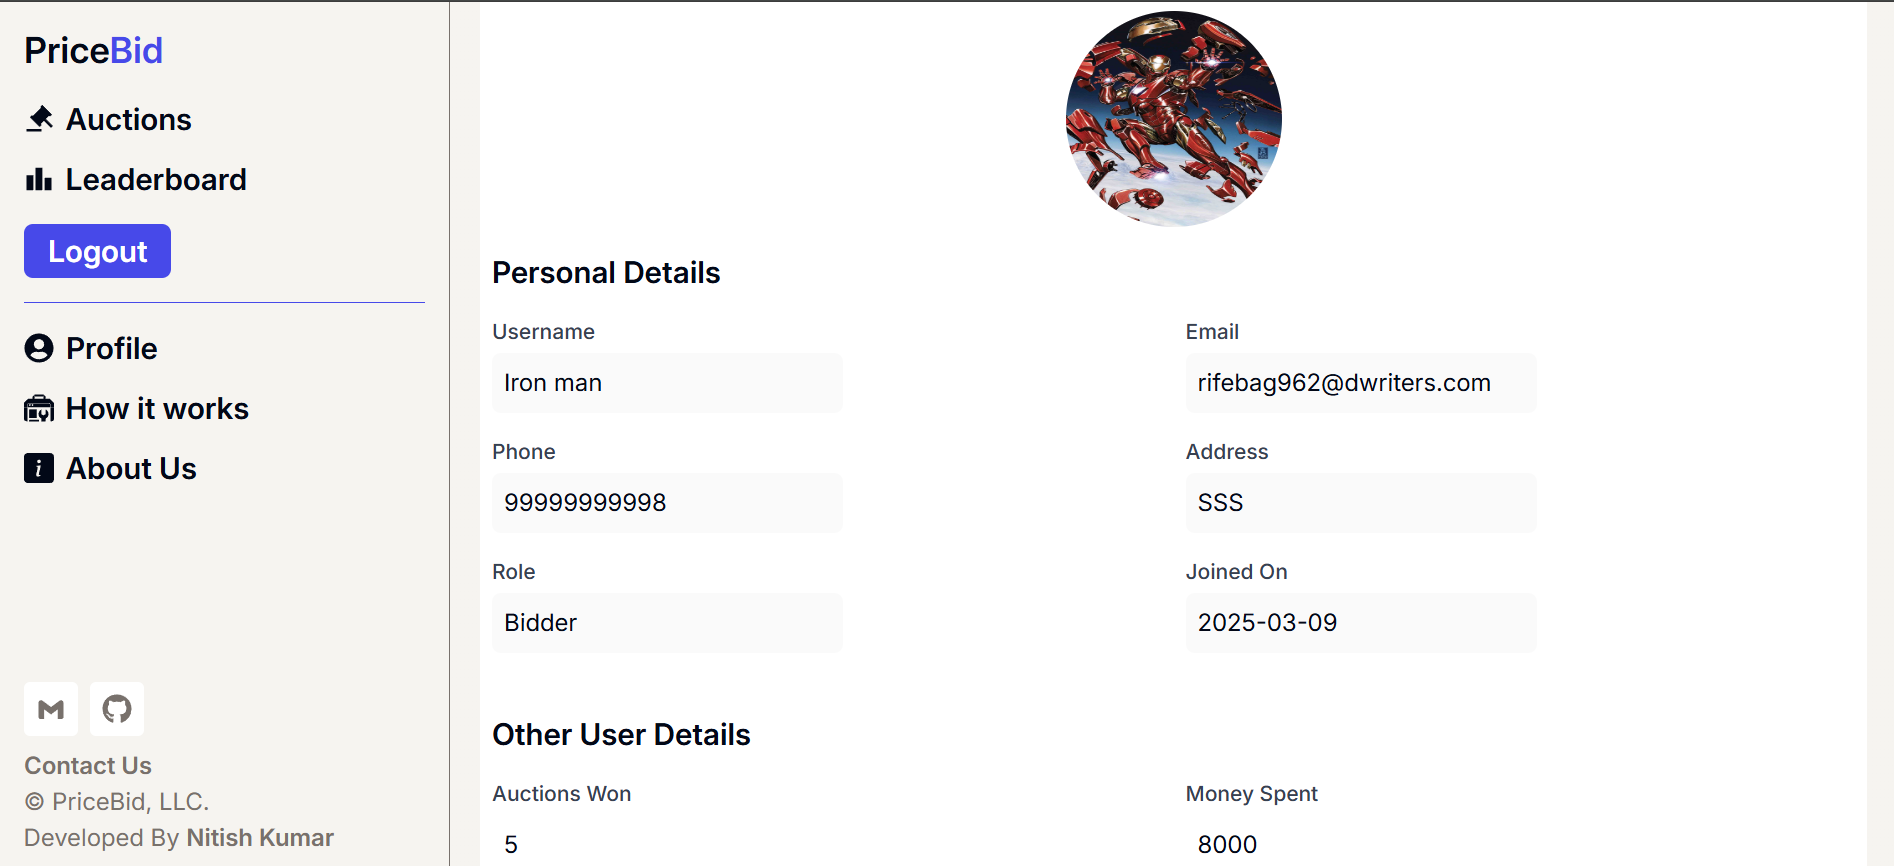 PriceBid
Auctions
Leaderboard
Logout
Profile
How it works
About Us
Contact Us
© PriceBid, LLC.
Developed By Nitish Kumar
Personal Details
Username
Email
Iron man
rifebag962@dwriters.com
Phone
Address
99999999998
SSS
Role
Joined On
Bidder
2025-03-09
Other User Details
Auctions Won
Money Spent
5
8000